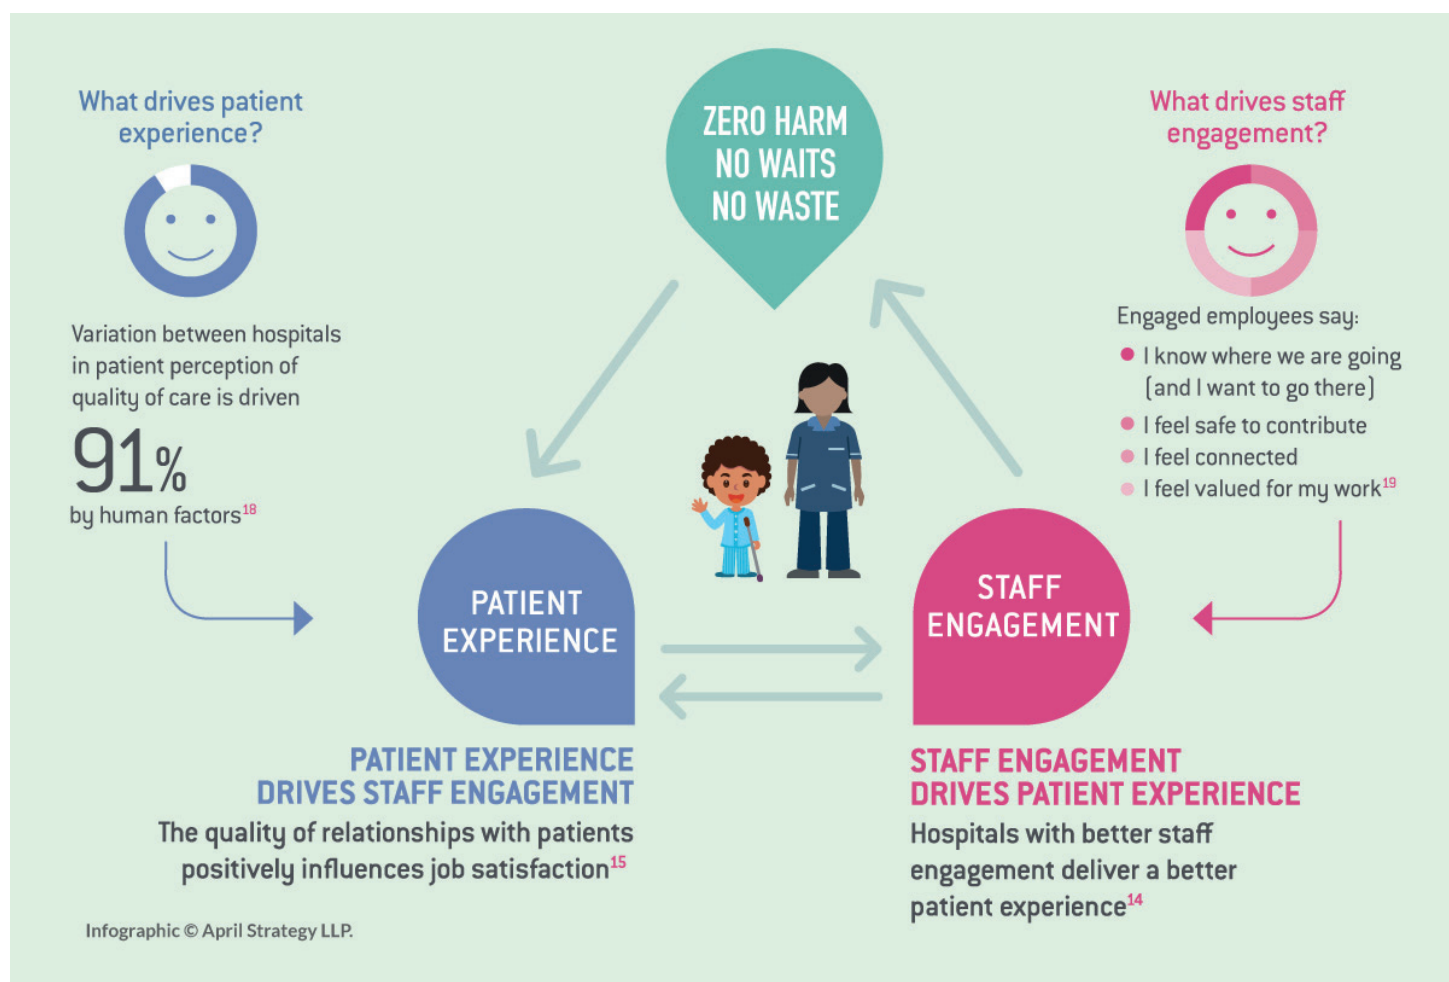 What drives patient
experience?
Variation between hospitals
in patient perception of
quality of care is driven
91%
by human factors18
ZERO HARM
NO WAITS
NO WASTE
What drives staff
engagement?
Engaged employees say:
I know where we are going
(and I want to go there)
I feel safe to contribute
I feel connected
I feel valued for my work19
PATIENT
EXPERIENCE
STAFF
ENGAGEMENT
PATIENT EXPERIENCE
DRIVES STAFF ENGAGEMENT
The quality of relationships with patients
positively influences job satisfaction15
STAFF ENGAGEMENT
DRIVES PATIENT EXPERIENCE
Hospitals with better staff
engagement deliver a better
patient experience14
Infographic © April Strategy LLP.